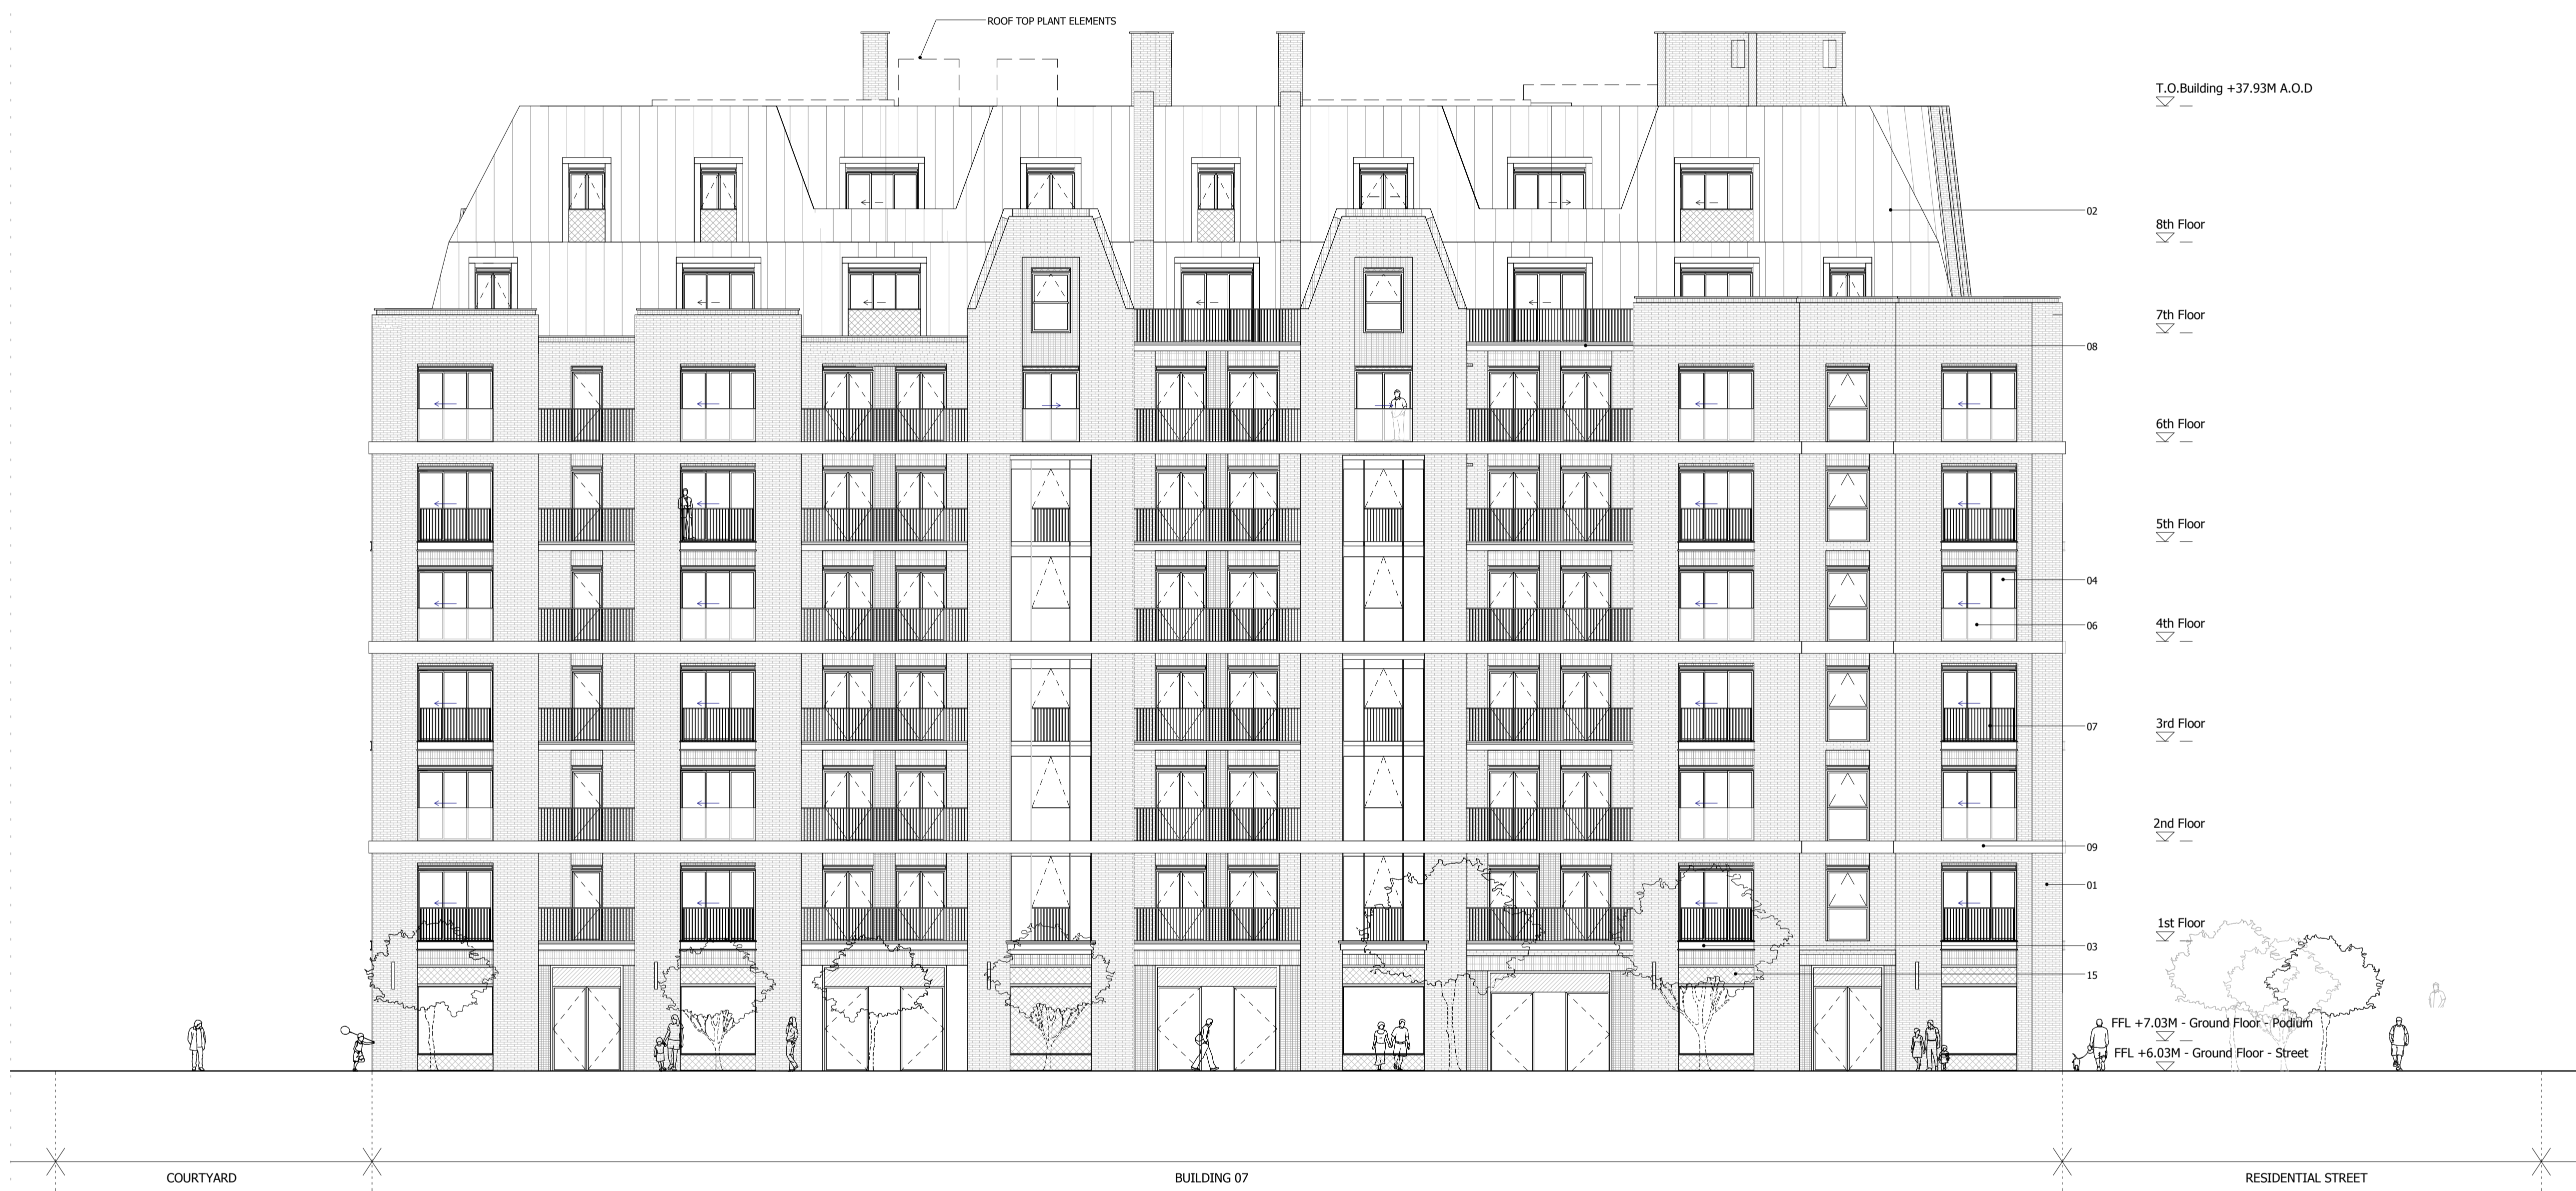 ROOF TOP PLANT ELEMENTS
T.O.Building +37.93M A.O.D
02
8th Floor
7th Floor
08
6th Floor
5th Floor
04
06
4th Floor
07
3rd Floor
2nd Floor
09
01
1st Floor
03
15
FFL +7.03M - Ground Floor - Podium
FFL +6.03M - Ground Floor - Street
COURTYARD
BUILDING 07
RESIDENTIAL STREET